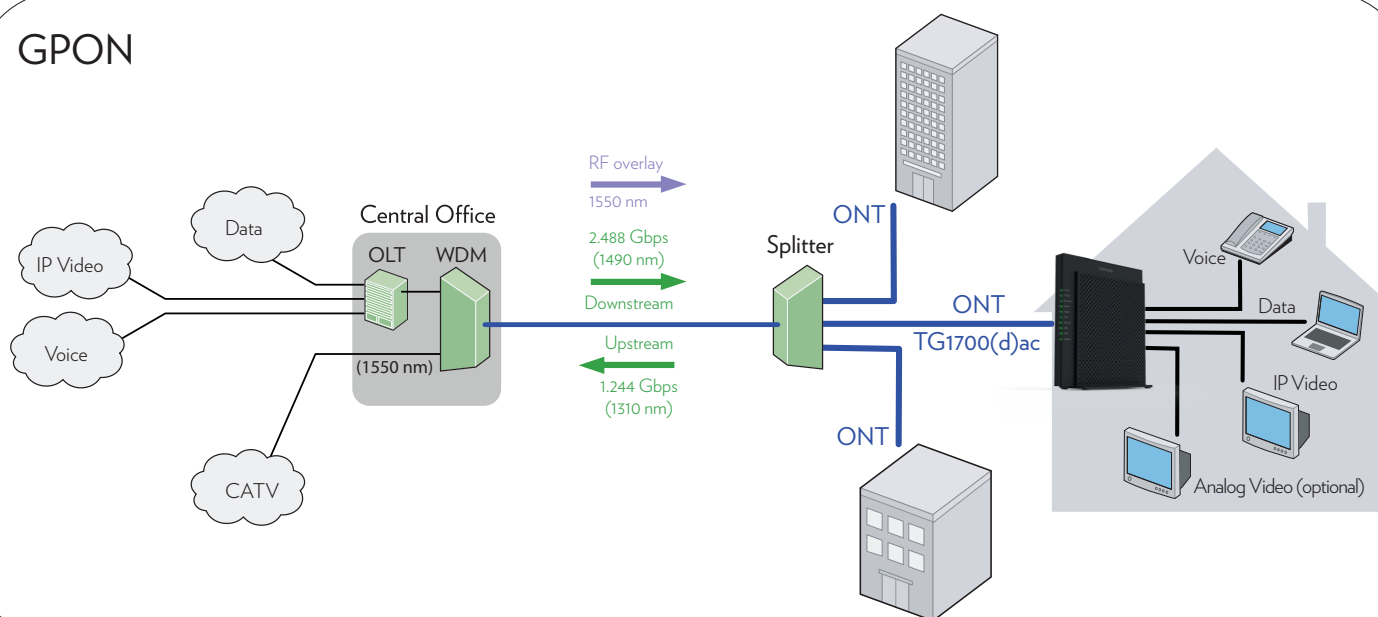 GPON
RF overlay
1550 nm
Data
Central Office
ONT
OLT
WDM
2.488 Gbps
(1490 nm)
Splitter
IP Video
Downstream
Voice
Data
ONT
TG1700(d)ac
Voice
Upstream
(1550 nm)
1.244 Gbps
(1310 nm)
IP Video
ONT
CATV
Analog Video (optional)